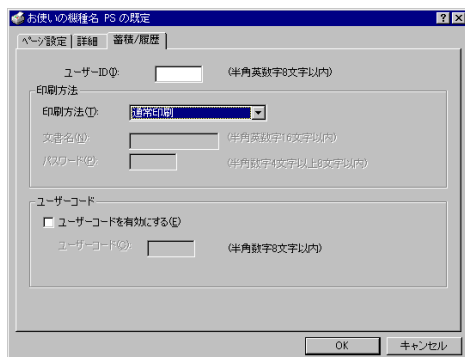 お使いの機種名 PS の既定
ページ設定 詳細 蓄積/履歴
ユーザーID(I): (半角英数字8文字以内)
印刷方法
印刷方法(T): 通常印刷
文書名(N): (半角英数字16文字以内)
パスワード(P): (半角数字4文字以上8文字以内)
ユーザーコード
ユーザーコードを有効にする(E)
ユーザーコード(O): (半角数字8文字以内)
OK キャンセル